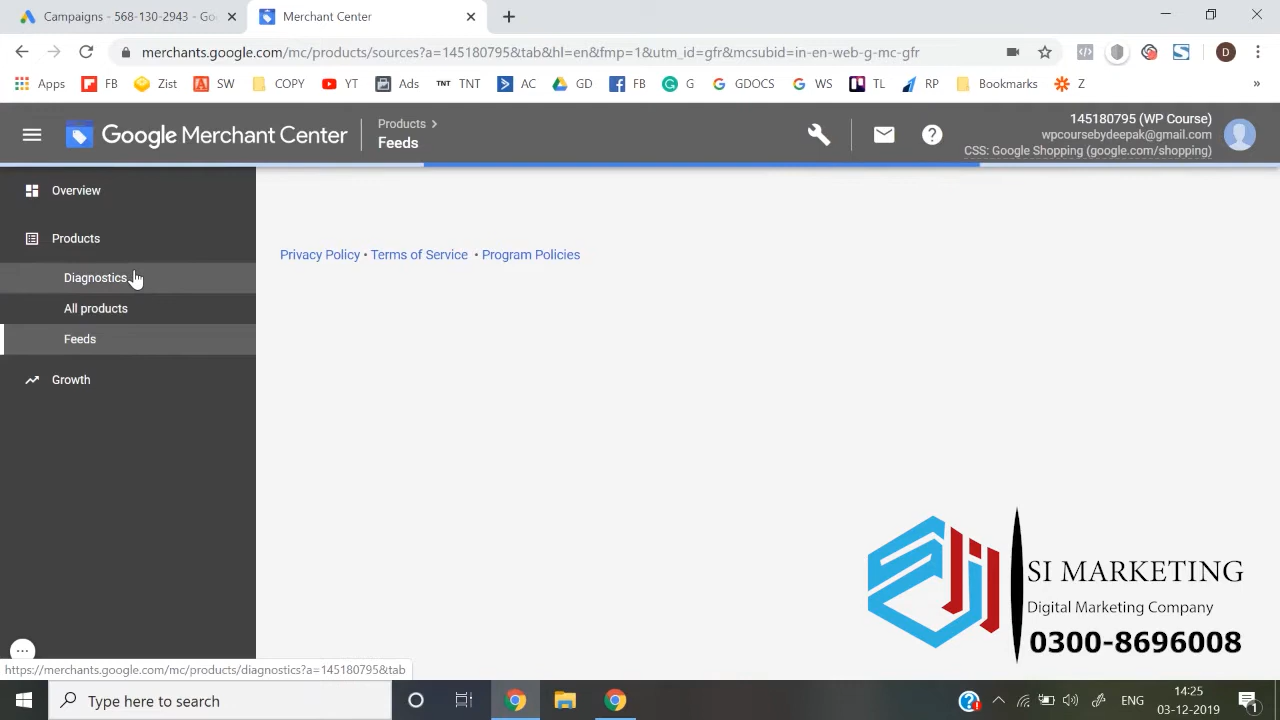 Campaigns - 568-130-2943 - Go
Merchant Center
merchants.google.com/mc/products/sources?a=145180795&tab&hl=en&fmp=1&utm_id=gfr&mcsubid=in-en-web-g-mc-gfr
D
Apps FB Zist SW COPY YT Ads TNT TNT AC GD FB G GDOCS WS TL RP Bookmarks Z »
Google Merchant Center
Products >
Feeds
145180795 (WP Course)
wpcoursebydeepak@gmail.com
CSS: Google Shopping (google.com/shopping)
Overview
Products
Diagnostics
All products
Feeds
Growth
Privacy Policy • Terms of Service • Program Policies
SI MARKETING
Digital Marketing Company
0300-8696008
https://merchants.google.com/mc/products/diagnostics?a=145180795&tab
Type here to search
ENG
14:25
03-12-2019
1